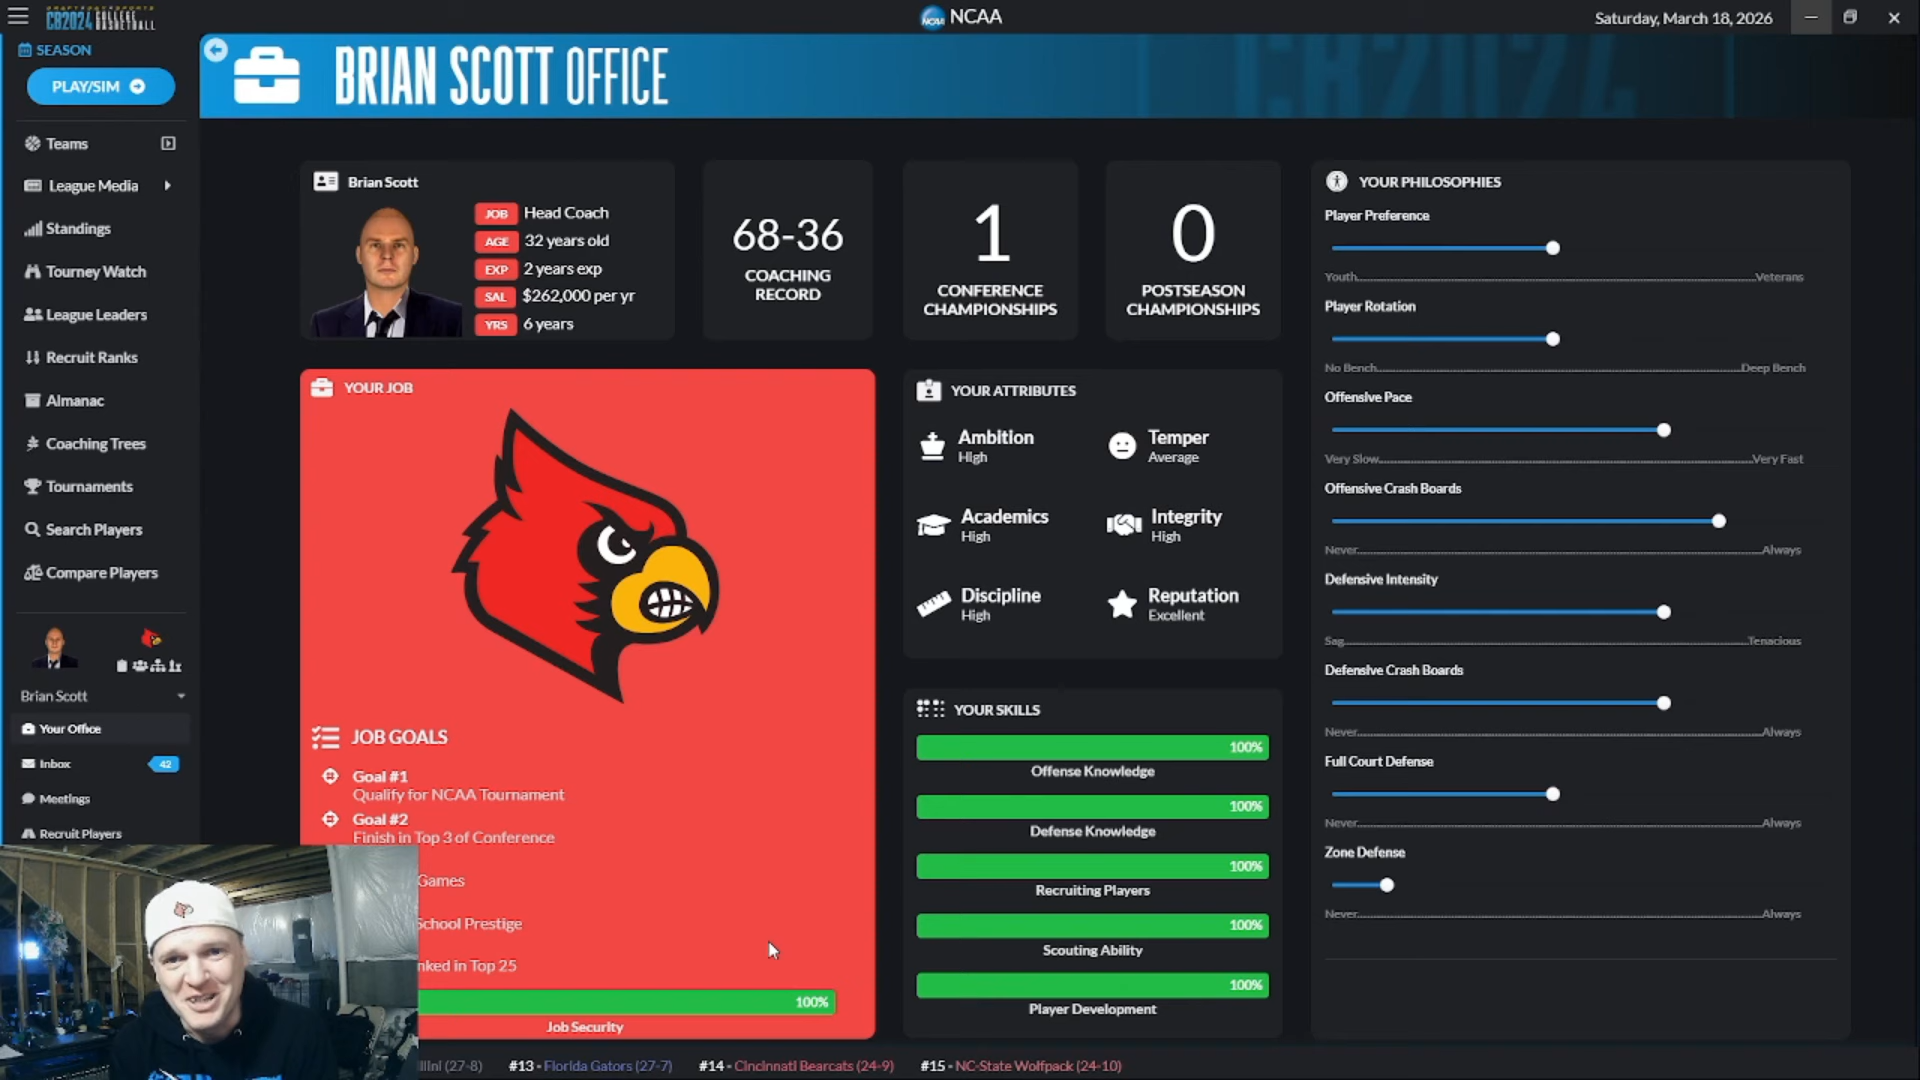 DRAFT DAY SPORTS
CB2024 COLLEGE BASKETBALL
NCAA
Saturday, March 18, 2026
SEASON
PLAY/SIM
Teams
League Media
Standings
Tourney Watch
League Leaders
Recruit Ranks
Almanac
Coaching Trees
Tournaments
Search Players
Compare Players
Brian Scott
Your Office
Inbox 42
Meetings
Recruit Players
BRIAN SCOTT OFFICE
CB2024
Brian Scott
JOB Head Coach
AGE 32 years old
EXP 2 years exp
SAL $262,000 per yr
YRS 6 years
68-36
COACHING
RECORD
1
CONFERENCE
CHAMPIONSHIPS
0
POSTSEASON
CHAMPIONSHIPS
YOUR JOB
JOB GOALS
Goal #1
Qualify for NCAA Tournament
Goal #2
Finish in Top 3 of Conference
Games
School Prestige
nked in Top 25
100%
Job Security
YOUR ATTRIBUTES
Ambition
High
Temper
Average
Academics
High
Integrity
High
Discipline
High
Reputation
Excellent
YOUR SKILLS
100%
Offense Knowledge
100%
Defense Knowledge
100%
Recruiting Players
100%
Scouting Ability
100%
Player Development
YOUR PHILOSOPHIES
Player Preference
Youth Veterans
Player Rotation
No Bench Deep Bench
Offensive Pace
Very Slow Very Fast
Offensive Crash Boards
Never Always
Defensive Intensity
Sag Tenacious
Defensive Crash Boards
Never Always
Full Court Defense
Never Always
Zone Defense
Never Always
llini (27-8) #13 - Florida Gators (27-7) #14 - Cincinnati Bearcats (24-9) #15 - NC-State Wolfpack (24-10)